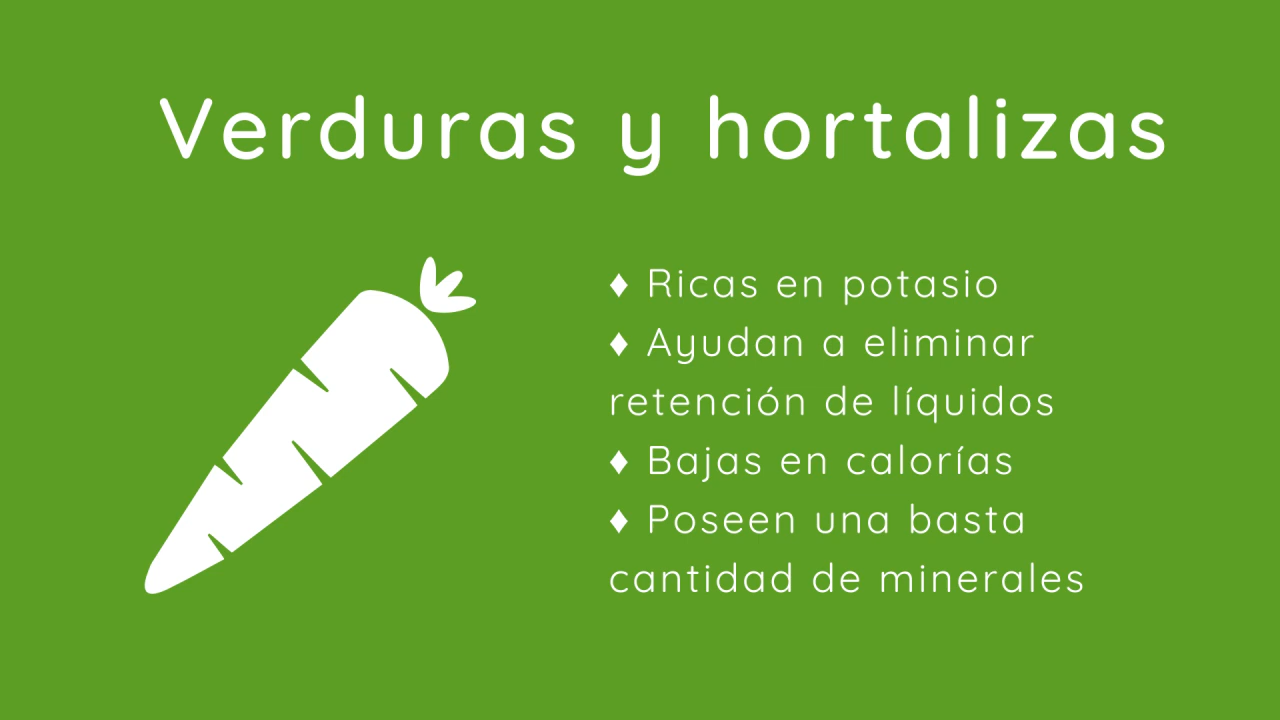 Verduras y hortalizas
♦ Ricas en potasio
♦ Ayudan a eliminar
retención de líquidos
♦ Bajas en calorías
♦ Poseen una basta
cantidad de minerales